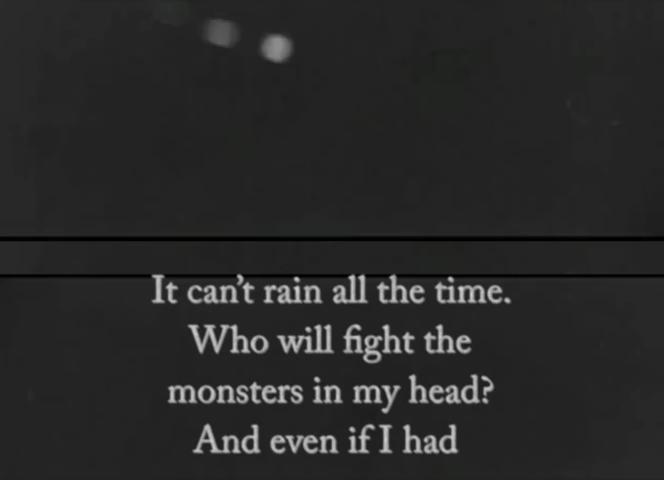 It can’t rain all the time.
Who will fight the
monsters in my head?
And even if I had